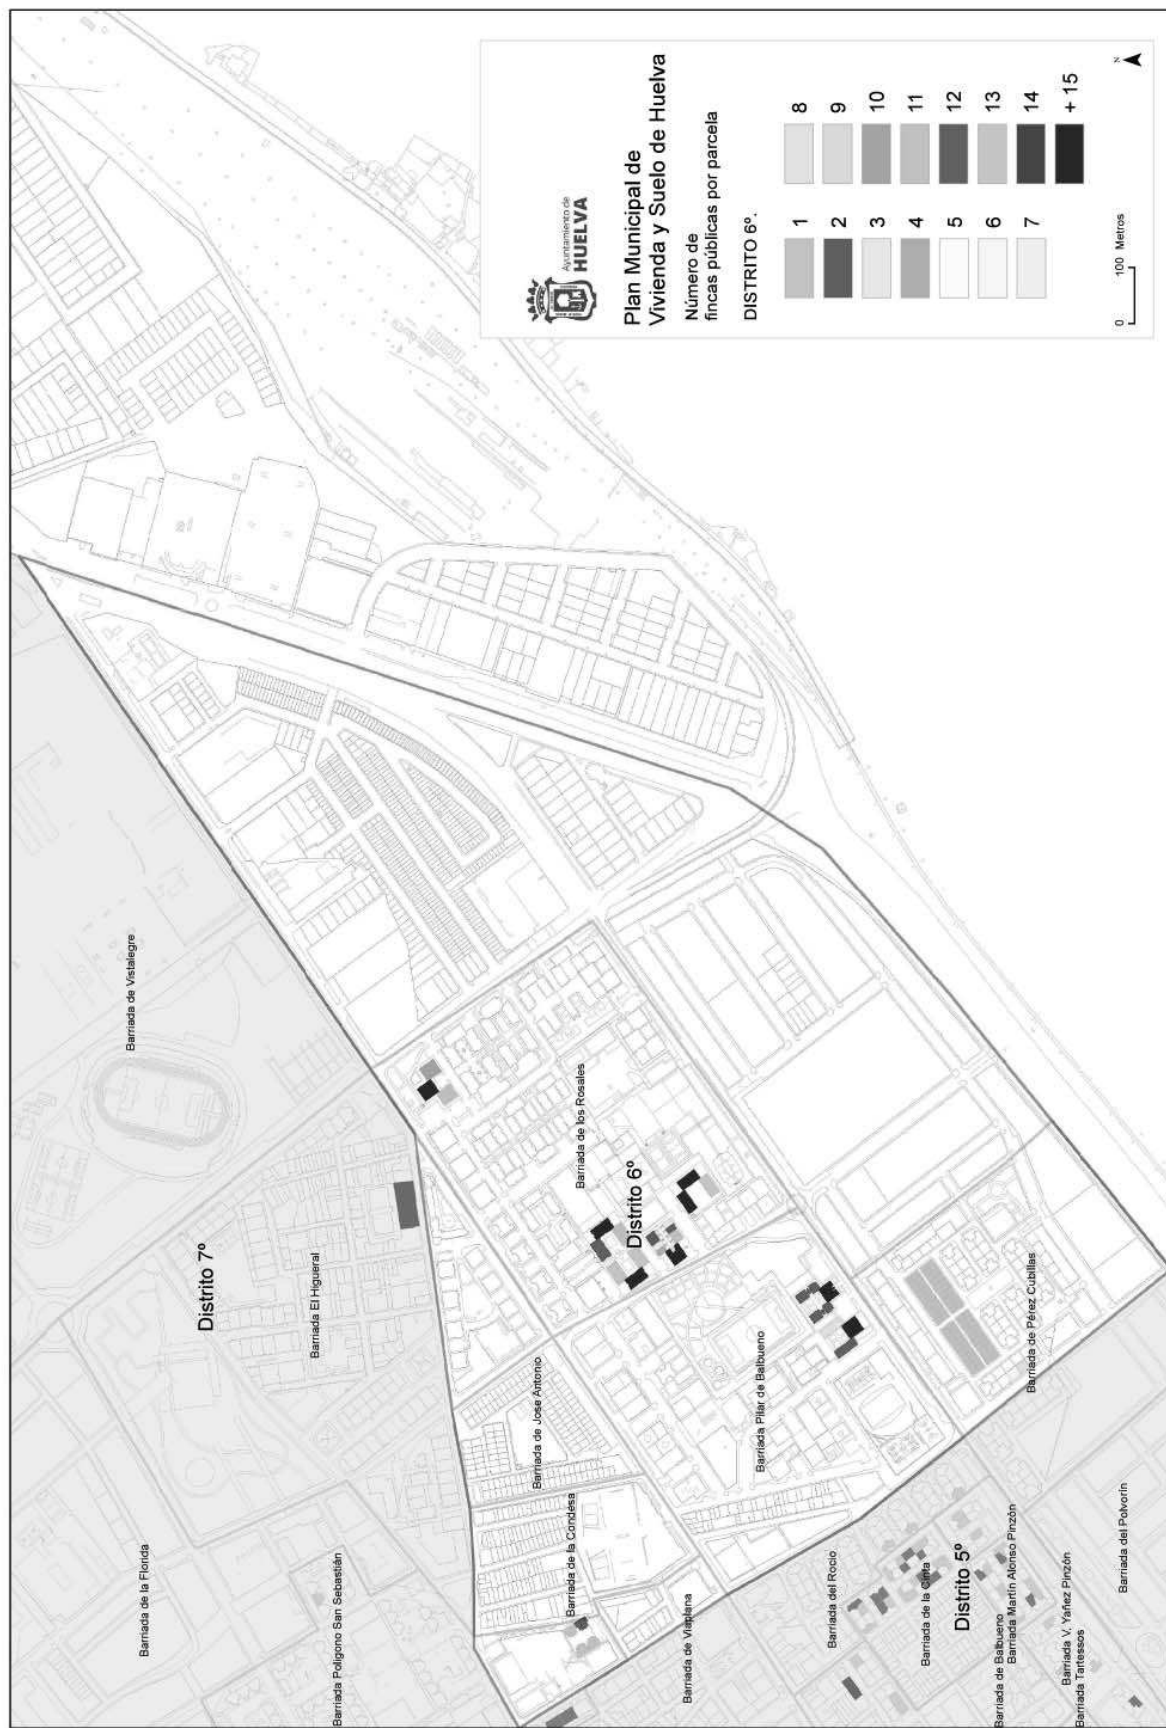 Ayuntamiento de
HUELVA
Plan Municipal de
Vivienda y Suelo de Huelva
Número de
fincas públicas por parcela
DISTRITO 6º.
1
2
3
4
5
6
7
8
9
10
11
12
13
14
+ 15
0
100 Metros
N
Barriada de Vistalegre
Distrito 7º
Barriada El Higueral
Barriada de la Florida
Barriada Poligono San Sebastián
Barriada de los Rosales
Distrito 6º
Barriada de Jose Antonio
Barriada de la Condesa
Barriada Pilar de Balbueno
Barriada de Pérez Cubillas
Barriada de Viaplana
Barriada del Rocio
Barriada de la Cinta
Distrito 5º
Barriada de Balbueno
Barriada Martín Alonso Pinzón
Barriada V. Yañez Pinzón
Barriada Tartessos
Barriada del Polvorín